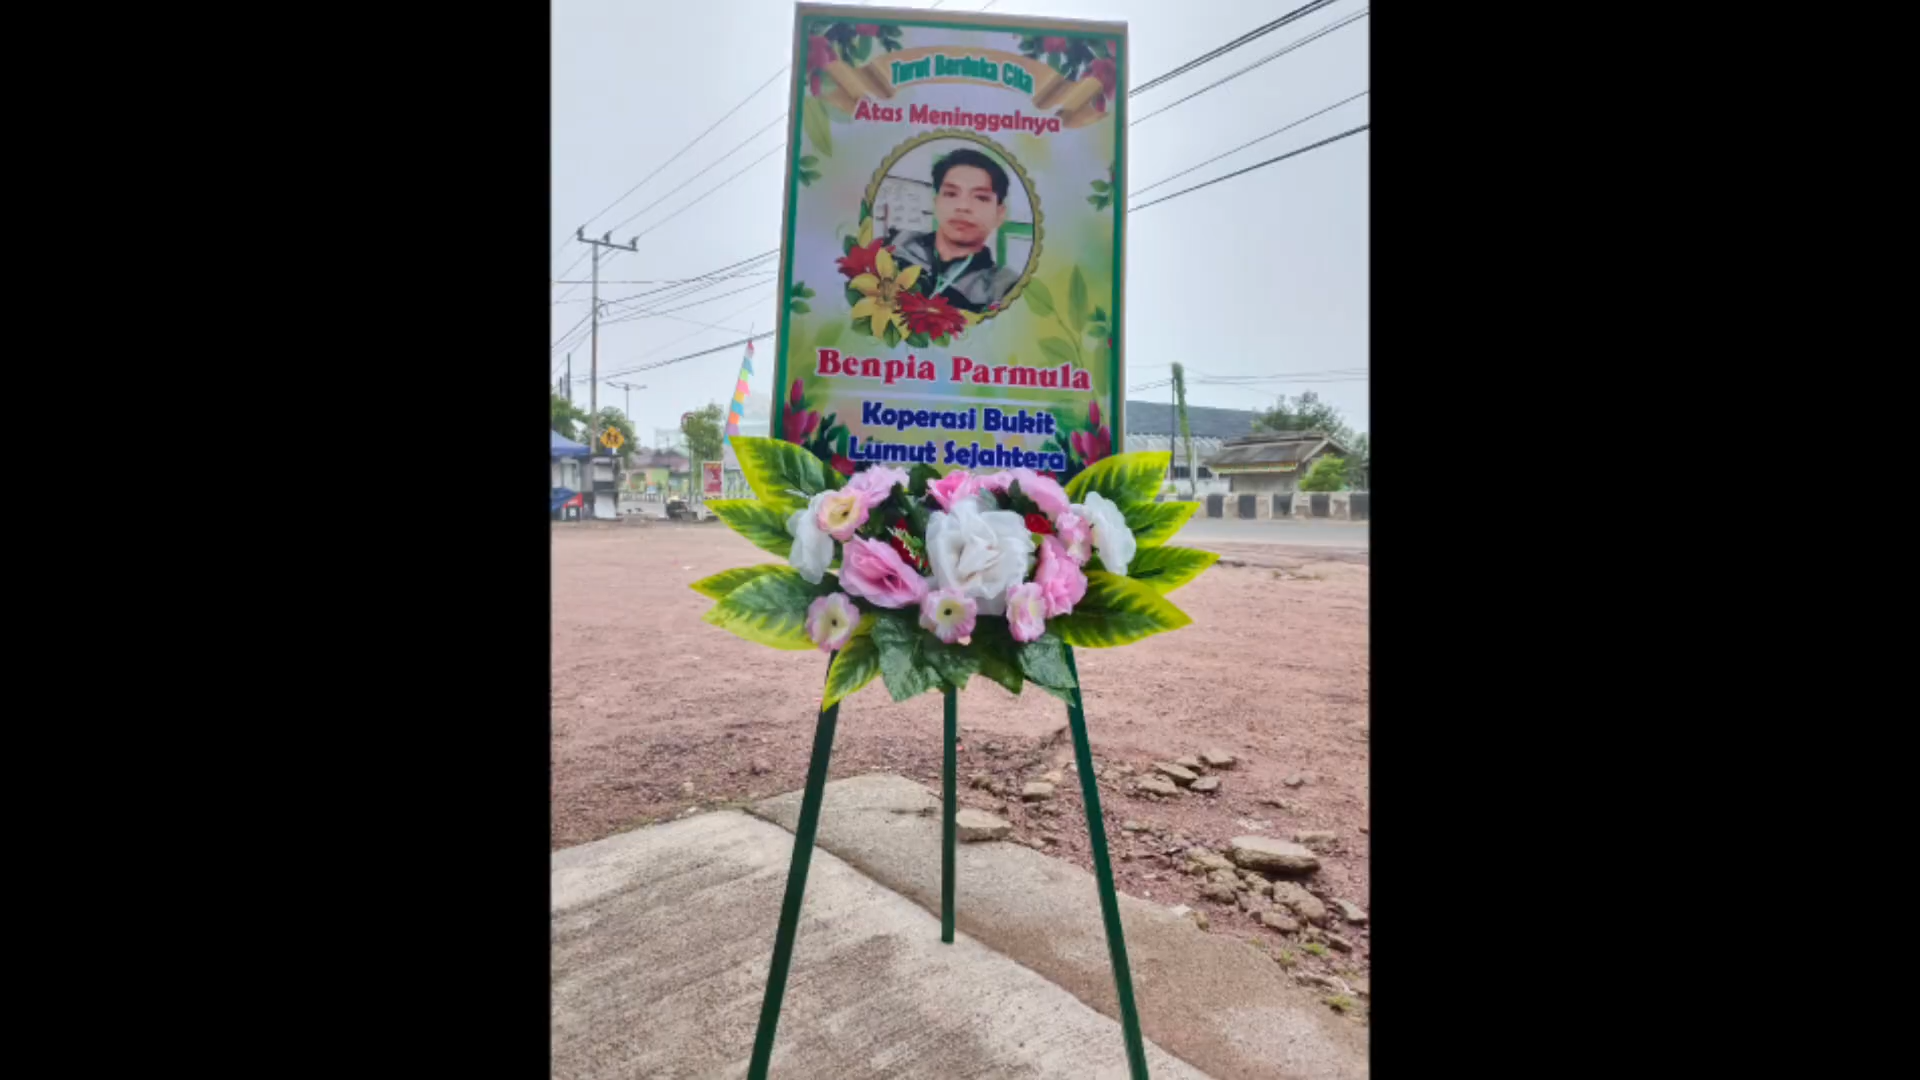 Turut Berduka Cita
Atas Meninggalnya
Benpia Parmula
Koperasi Bukit
Lumut Sejahtera